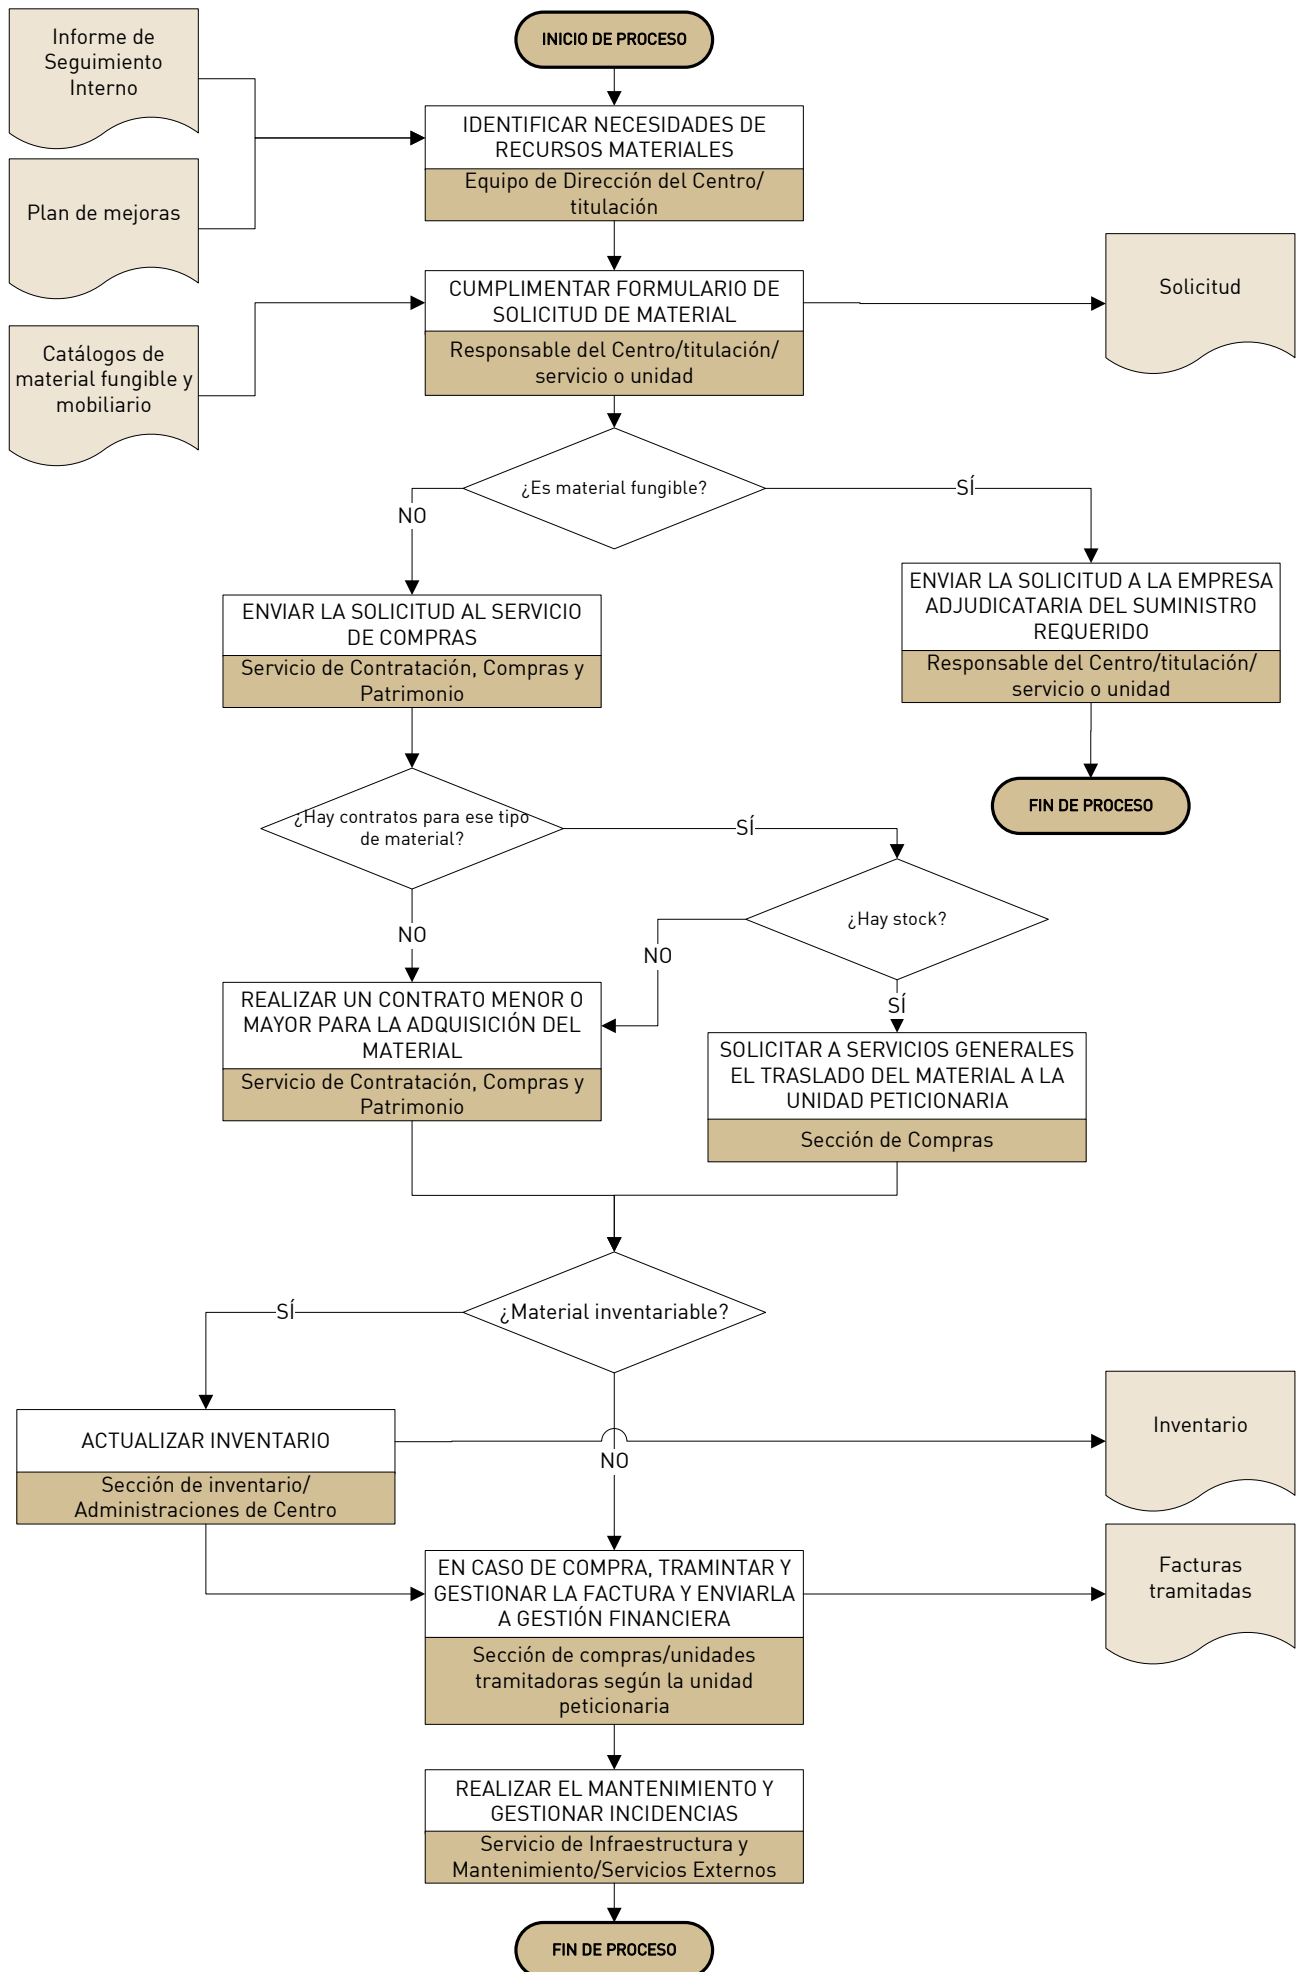 Informe de
Seguimiento
Interno
INICIO DE PROCESO
IDENTIFICAR NECESIDADES DE
RECURSOS MATERIALES
Equipo de Dirección del Centro/
titulación
Plan de mejoras
CUMPLIMENTAR FORMULARIO DE
SOLICITUD DE MATERIAL
Responsable del Centro/titulación/
servicio o unidad
Solicitud
Catálogos de
material fungible y
mobiliario
¿Es material fungible?
SÍ
NO
ENVIAR LA SOLICITUD A LA EMPRESA
ADJUDICATARIA DEL SUMINISTRO
REQUERIDO
Responsable del Centro/titulación/
servicio o unidad
ENVIAR LA SOLICITUD AL SERVICIO
DE COMPRAS
Servicio de Contratación, Compras y
Patrimonio
FIN DE PROCESO
¿Hay contratos para ese tipo
de material?
SÍ
¿Hay stock?
NO
NO
SÍ
REALIZAR UN CONTRATO MENOR O
MAYOR PARA LA ADQUISICIÓN DEL
MATERIAL
Servicio de Contratación, Compras y
Patrimonio
SOLICITAR A SERVICIOS GENERALES
EL TRASLADO DEL MATERIAL A LA
UNIDAD PETICIONARIA
Sección de Compras
¿Material inventariable?
SÍ
ACTUALIZAR INVENTARIO
Sección de inventario/
Administraciones de Centro
NO
Inventario
EN CASO DE COMPRA, TRAMINTAR Y
GESTIONAR LA FACTURA Y ENVIARLA
A GESTIÓN FINANCIERA
Sección de compras/unidades
tramitadoras según la unidad
peticionaria
Facturas
tramitadas
REALIZAR EL MANTENIMIENTO Y
GESTIONAR INCIDENCIAS
Servicio de Infraestructura y
Mantenimiento/Servicios Externos
FIN DE PROCESO